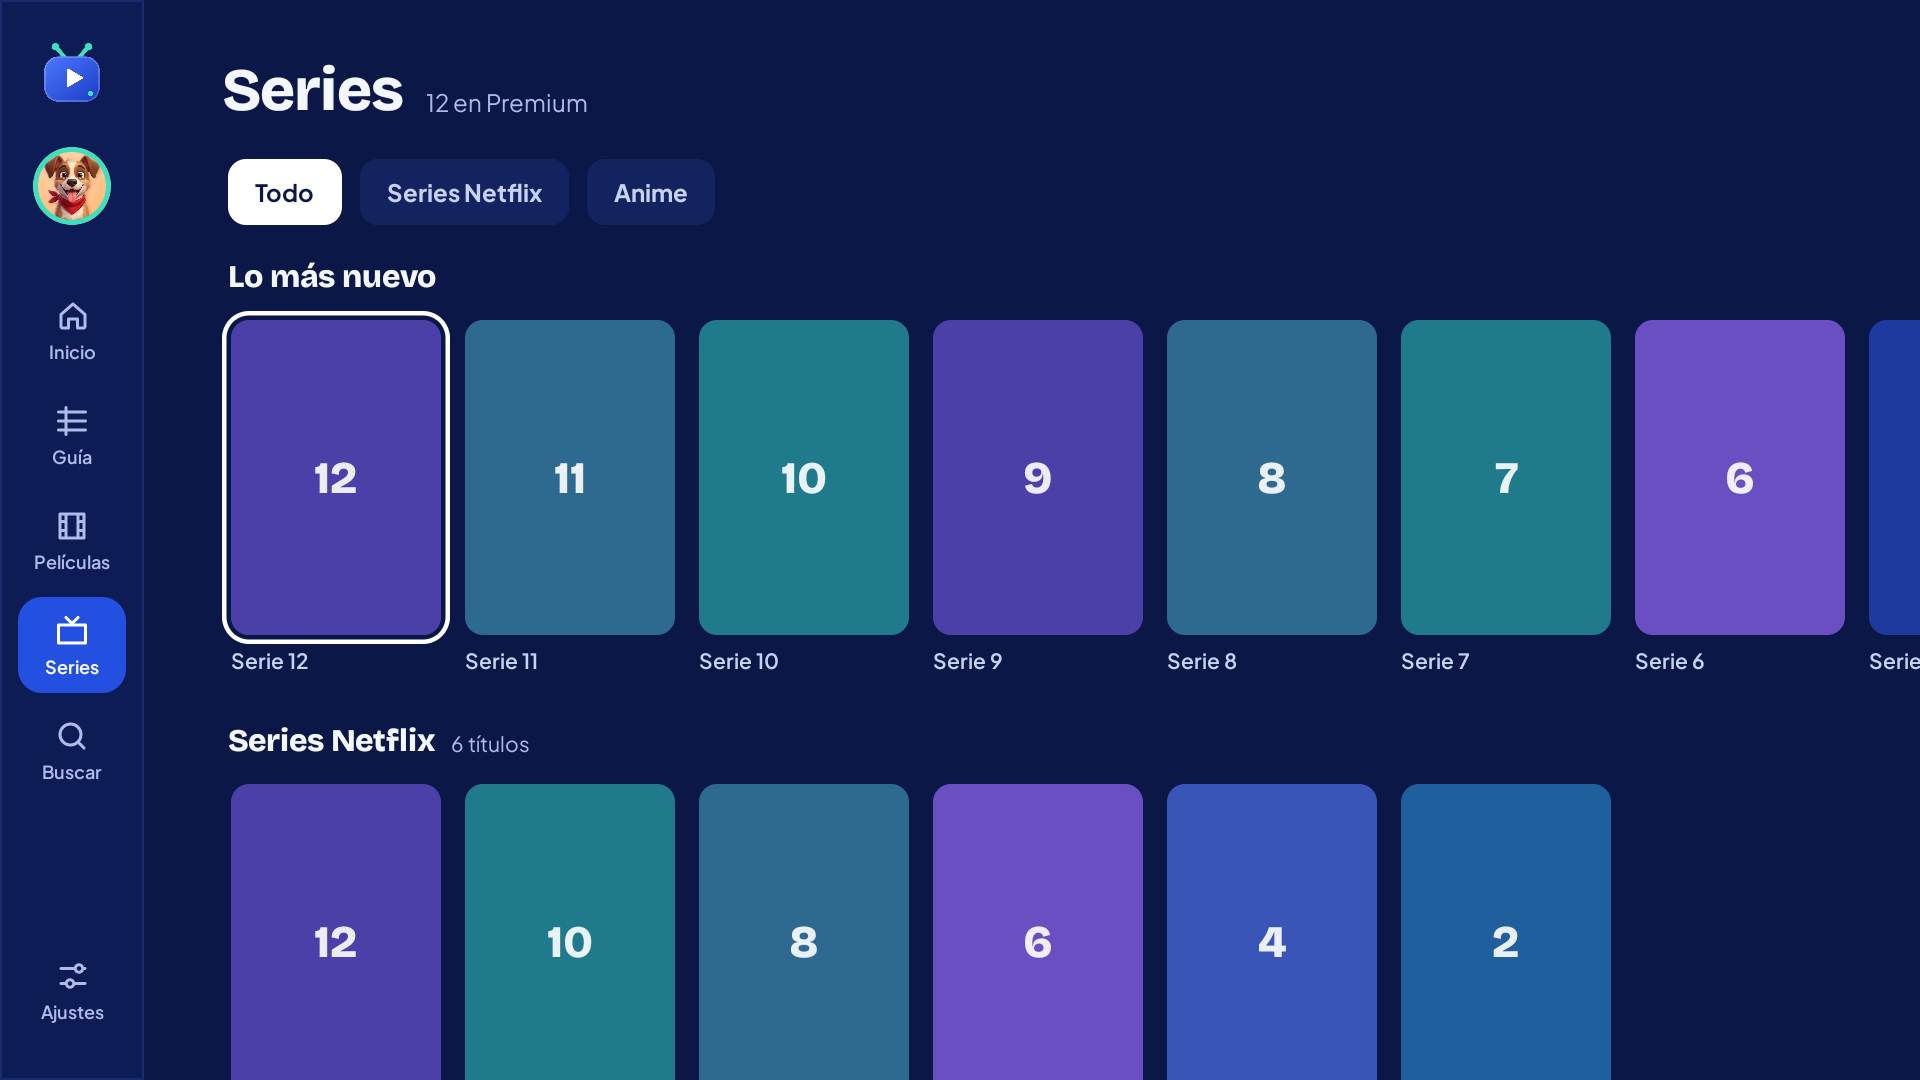 Series
12 en Premium
Todo
Series Netflix
Anime
Lo más nuevo
12
11
10
9
8
7
6
Serie 12
Serie 11
Serie 10
Serie 9
Serie 8
Serie 7
Serie 6
Serie
Series Netflix
6 títulos
12
10
8
6
4
2
Inicio
Guía
Películas
Series
Buscar
Ajustes